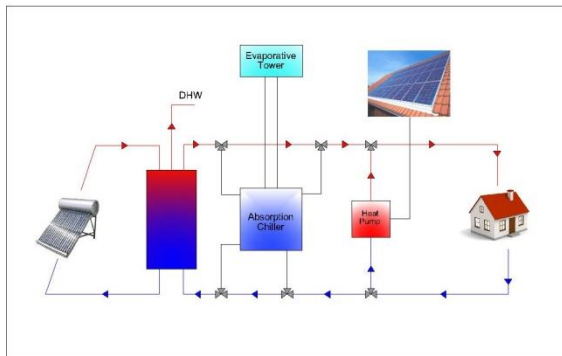 Evaporative
Tower
DHW
Absorption
Chiller
Heat
Pump